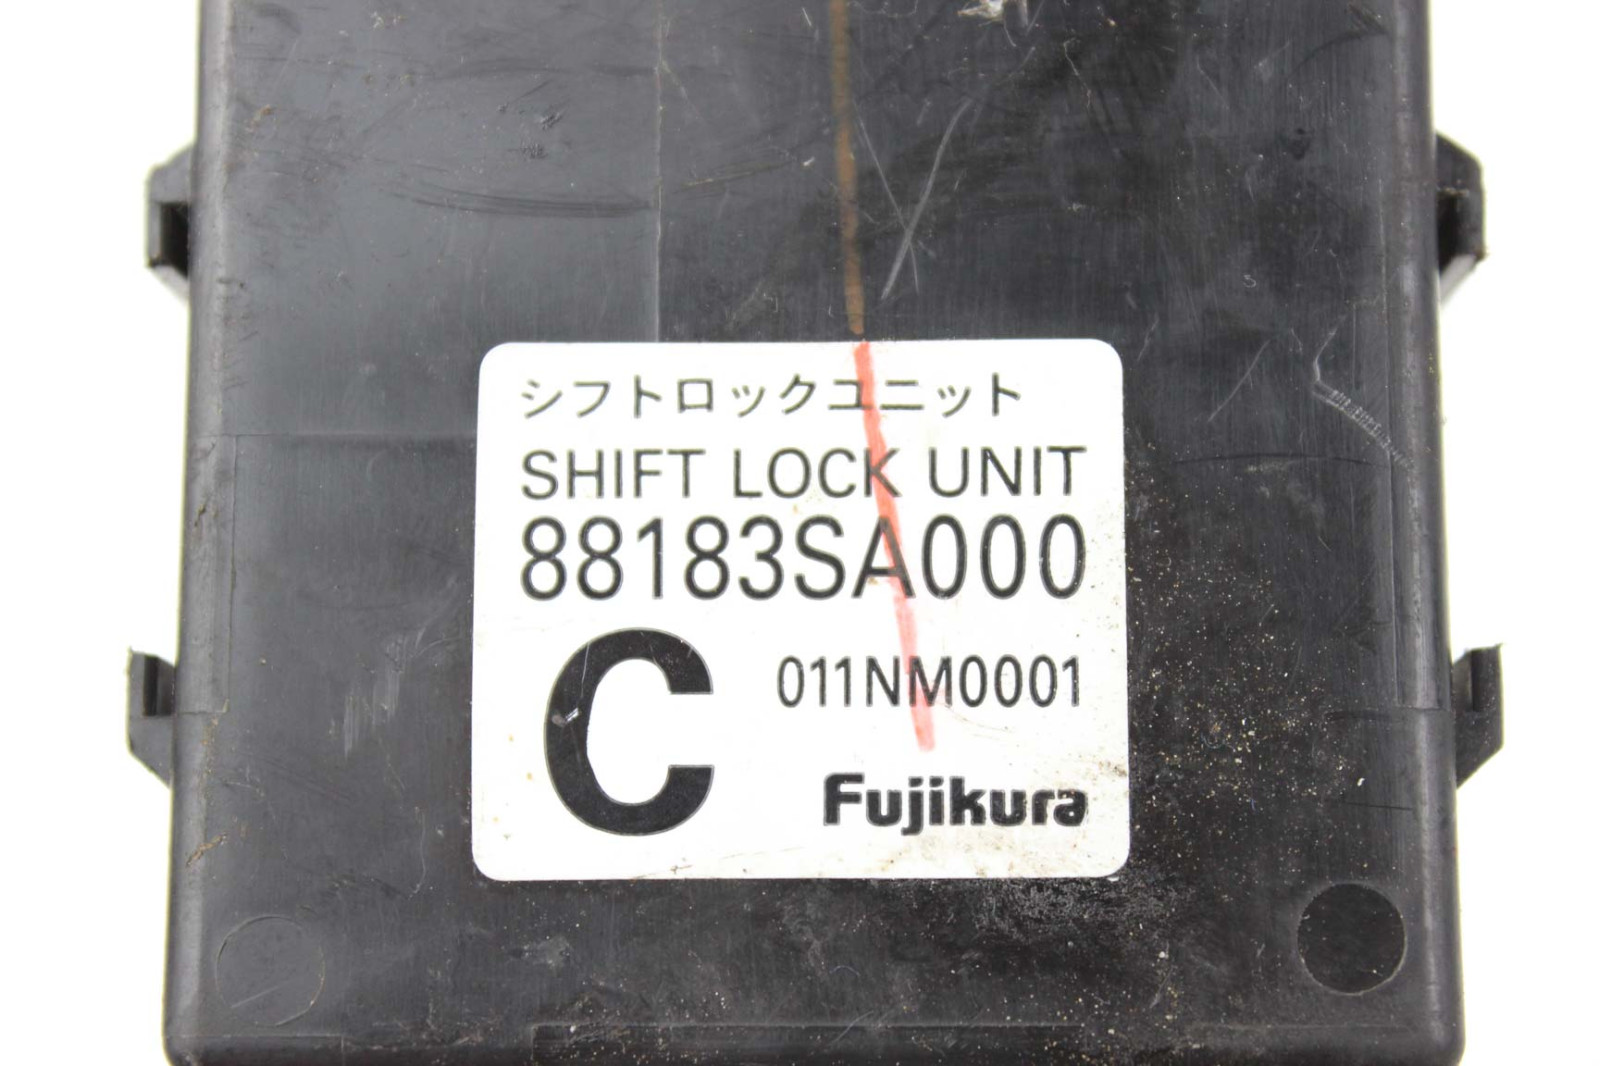 シフトロックユニット
SHIFT LOCK UNIT
88183SA000
C 011NM0001
Fujikura